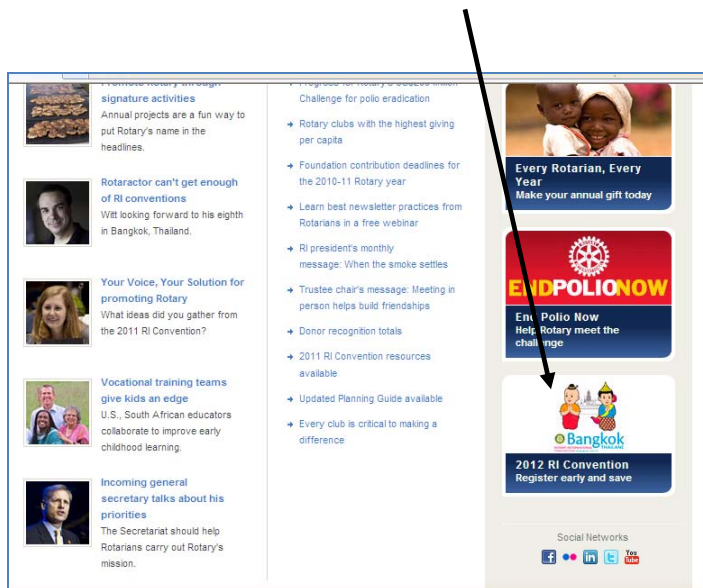 Promote Rotary through
signature activities
Annual projects are a fun way to
put Rotary's name in the
headlines.
Rotaractor can't get enough
of RI conventions
Witt looking forward to his eighth
in Bangkok, Thailand.
Your Voice, Your Solution for
promoting Rotary
What ideas did you gather from
the 2011 RI Convention?
Vocational training teams
give kids an edge
U.S., South African educators
collaborate to improve early
childhood learning.
Incoming general
secretary talks about his
priorities
The Secretariat should help
Rotarians carry out Rotary's
mission.
Challenge for polio eradication
Rotary clubs with the highest giving
per capita
Foundation contribution deadlines for
the 2010-11 Rotary year
Learn best newsletter practices from
Rotarians in a free webinar
RI president's monthly
message: When the smoke settles
Trustee chair's message: Meeting in
person helps build friendships
Donor recognition totals
2011 RI Convention resources
available
Updated Planning Guide available
Every club is critical to making a
difference
Every Rotarian, Every
Year
Make your annual gift today
ENDPOLIONOW
End Polio Now
Help Rotary meet the
challenge
Bangkok
THAILAND
2012 RI Convention
Register early and save
Social Networks
f
in
t
You
Tube